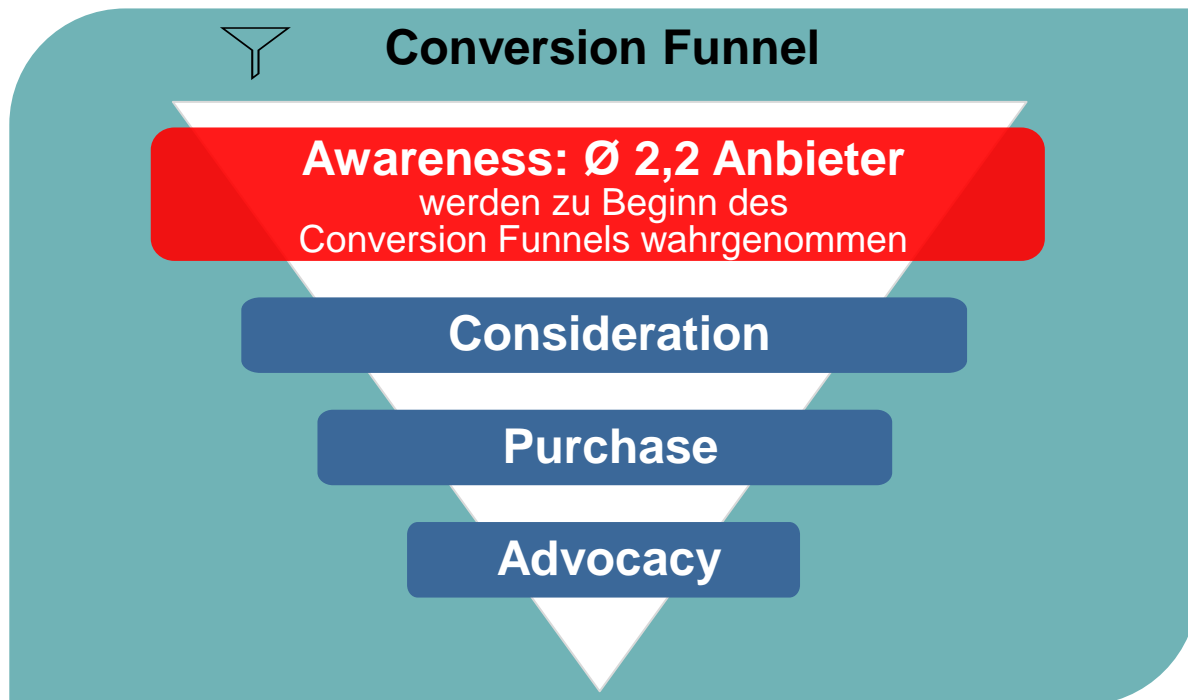 Conversion Funnel
Awareness: Ø 2,2 Anbieter
werden zu Beginn des
Conversion Funnels wahrgenommen
Consideration
Purchase
Advocacy